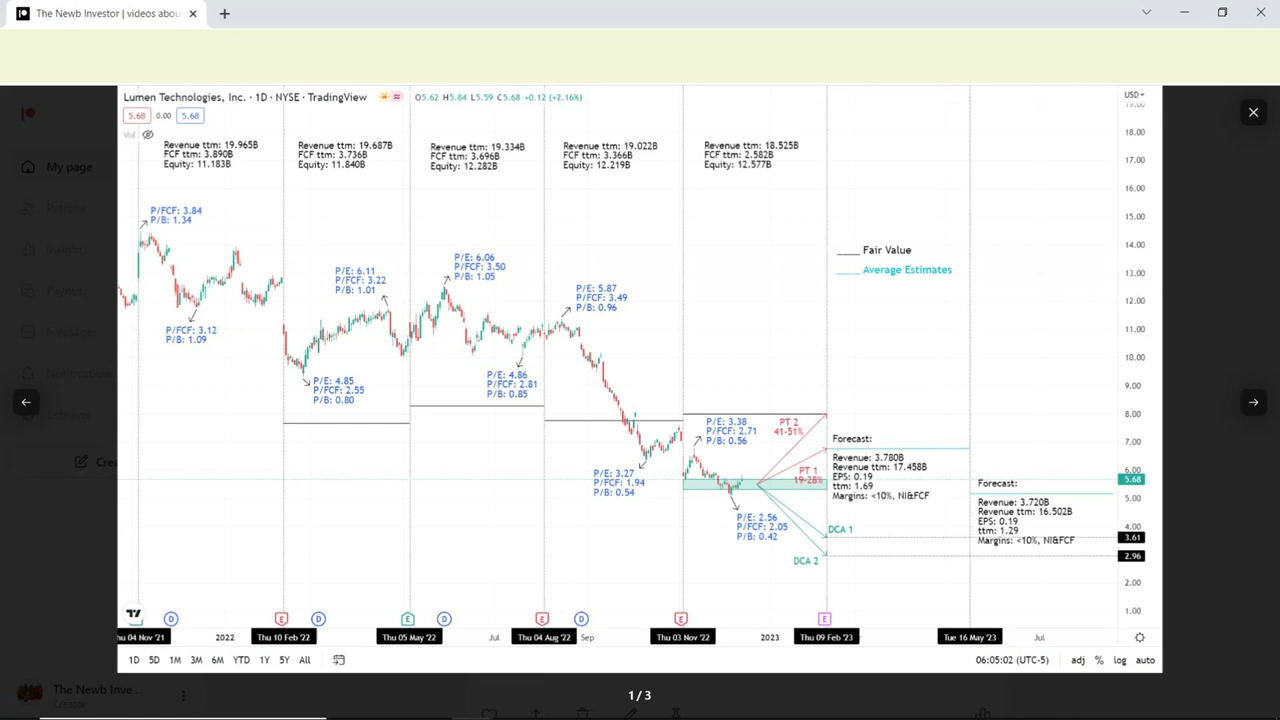 The Newb Investor | videos abou
Lumen Technologies, Inc. · 1D · NYSE · TradingView
O5.62 H5.84 L5.59 C5.68 +0.12 (+2.16%)
USD
5.68 0.00 5.68
Vol
Revenue ttm: 19.965B
FCF ttm: 3.890B
Equity: 11.183B
Revenue ttm: 19.687B
FCF ttm: 3.736B
Equity: 11.840B
Revenue ttm: 19.334B
FCF ttm: 3.696B
Equity: 12.282B
Revenue ttm: 19.022B
FCF ttm: 3.366B
Equity: 12.219B
Revenue ttm: 18.525B
FCF ttm: 2.582B
Equity: 12.577B
My page
P/FCF: 3.84
P/B: 1.34
P/FCF: 3.12
P/B: 1.09
P/E: 6.11
P/FCF: 3.22
P/B: 1.01
P/E: 4.85
P/FCF: 2.55
P/B: 0.80
P/E: 6.06
P/FCF: 3.50
P/B: 1.05
P/E: 4.86
P/FCF: 2.81
P/B: 0.85
P/E: 5.87
P/FCF: 3.49
P/B: 0.96
P/E: 3.27
P/FCF: 1.94
P/B: 0.54
P/E: 3.38
P/FCF: 2.71
P/B: 0.56
P/E: 2.56
P/FCF: 2.05
P/B: 0.42
Fair Value
Average Estimates
PT 2
41-51%
PT 1
19-28%
DCA 1
DCA 2
Forecast:
Revenue: 3.780B
Revenue ttm: 17.458B
EPS: 0.19
ttm: 1.69
Margins: <10%, NI&FCF
Forecast:
Revenue: 3.720B
Revenue ttm: 16.502B
EPS: 0.19
ttm: 1.29
Margins: <10%, NI&FCF
19.00
18.00
17.00
16.00
15.00
14.00
13.00
12.00
11.00
10.00
9.00
8.00
7.00
6.00
5.68
5.00
4.00
3.61
2.96
2.00
1.00
E D E D E D E E
hu 04 Nov '21 2022 Thu 10 Feb '22 Thu 05 May '22 Jul Thu 04 Aug '22 Sep Thu 03 Nov '22 2023 Thu 09 Feb '23 Tue 16 May '23 Jul
1D 5D 1M 3M 6M YTD 1Y 5Y All
06:05:02 (UTC-5) adj % log auto
The Newb Inve...
Creator
1 / 3